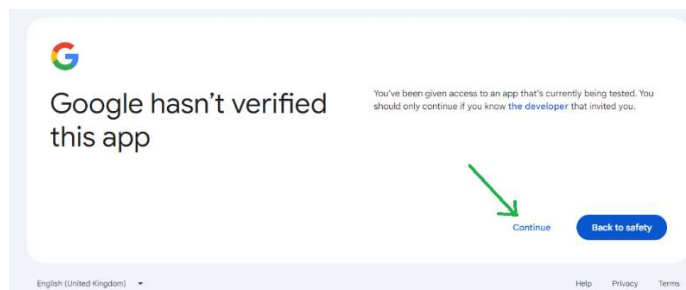 Google hasn't verified
this app
You've been given access to an app that's currently being tested. You
should only continue if you know the developer that invited you.
Continue
Back to safety
English (United Kingdom)
Help
Privacy
Terms